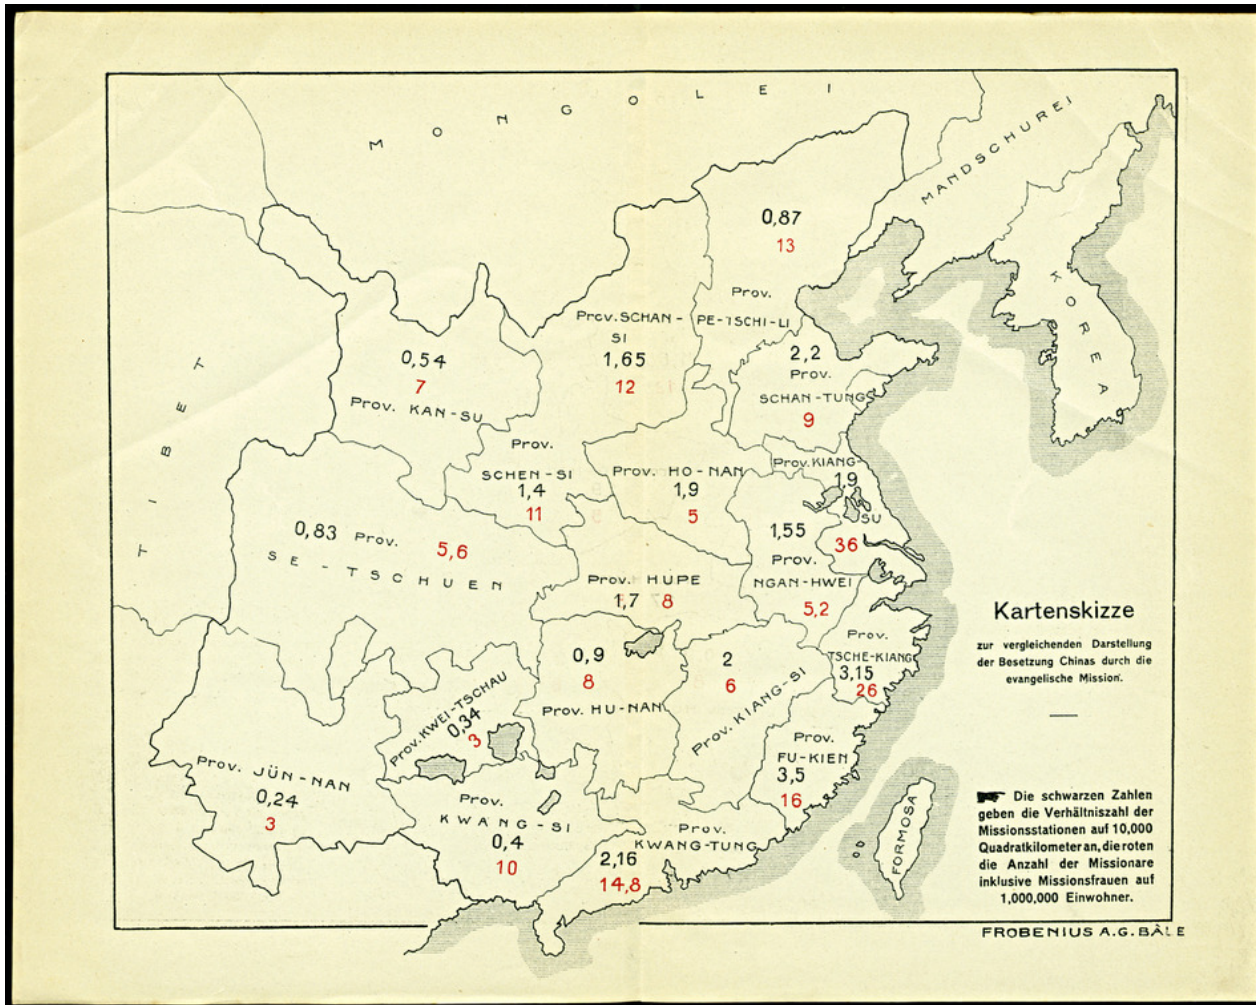 MONGOLEI
MANDSCHUREI
KOREA
TIBET
0,87
13
Prov.
PE-TSCHI-LI
Prov. SCHAN-
SI
1,65
12
0,54
7
Prov. KAN-SU
2,2
Prov.
SCHAN-TUNG
9
Prov.
SCHEN-SI
1,4
11
Prov. HO-NAN
1,9
5
Prov. KIANG-
1,9
SU
36
0,83 Prov. 5,6
SE-TSCHUEN
1,55
Prov.
NGAN-HWEI
5,2
Prov. HUPE
1,7 8
Prov.
TSCHE-KIANG
3,15
26
0,9
8
Prov. HU-NAN
2
6
Prov. KIANG-SI
Prov. KWEI-TSCHAU
0,34
3
Prov.
FU-KIEN
3,5
16
Prov. JÜN-NAN
0,24
3
Prov.
KWANG-SI
0,4
10
Prov.
KWANG-TUNG
2,16
14,8
FORMOSA
Kartenskizze
zur vergleichenden Darstellung
der Besetzung Chinas durch die
evangelische Mission.
Die schwarzen Zahlen
geben die Verhältniszahl der
Missionsstationen auf 10,000
Quadratkilometer an, die roten
die Anzahl der Missionare
inklusive Missionsfrauen auf
1,000,000 Einwohner.
FROBENIUS A.G. BÂLE